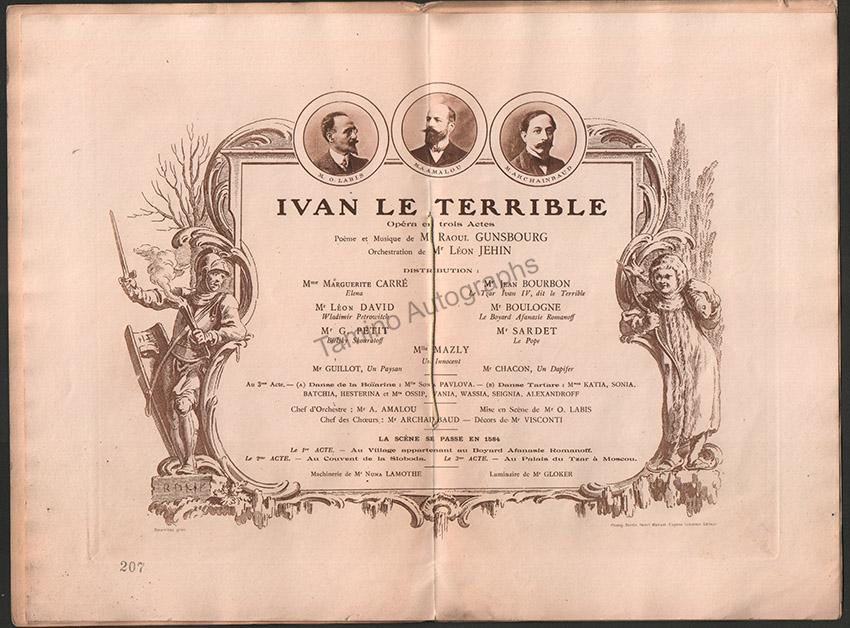 M. O. LABIS
M. A. AMALOU
M. ARCHAINBAUD
IVAN LE TERRIBLE
Opéra en trois Actes
Poème et Musique de Mr RAOUL GUNSBOURG
Orchestration de Mr LÉON JEHIN
DISTRIBUTION :
Mme MARGUERITE CARRÉ Mr JEAN BOURBON
Elena Le Tzar Ivan IV, dit le Terrible
Mr LÉON DAVID Mr BOULOGNE
Wladimir Petrowitch Le Boyard Afanasie Romanoff
Mr G. PETIT Mr SARDET
Skouratoff Le Pope
Mlle MAZLY
Un Innocent
Mr GUILLOT, Un Paysan Mr CHACON, Un Dapifer
Au 3me Acte. — (A) Danse de la Boïarine : Mlle SONIA PAVLOVA. — (B) Danse Tartare : Mmes KATIA, SONIA,
BATCHIA, HESTERINA et Mrs OSSIP, VANIA, WASSIA, SEIGNIA, ALEXANDROFF
Chef d'Orchestre : Mr A. AMALOU Mise en Scène de Mr O. LABIS
Chef des Chœurs : Mr ARCHAINBAUD — Décors de Mr VISCONTI
LA SCÈNE SE PASSE EN 1584
Le 1er ACTE. — Au Village appartenant au Boyard Afanasie Romanoff.
Le 2me ACTE. — Au Couvent de la Sloboda. Le 3me ACTE. — Au Palais du Tzar à Moscou.
Machinerie de Mr NUMA LAMOTHE Luminaire de Mr GLOKER
Tamino Autographs
207